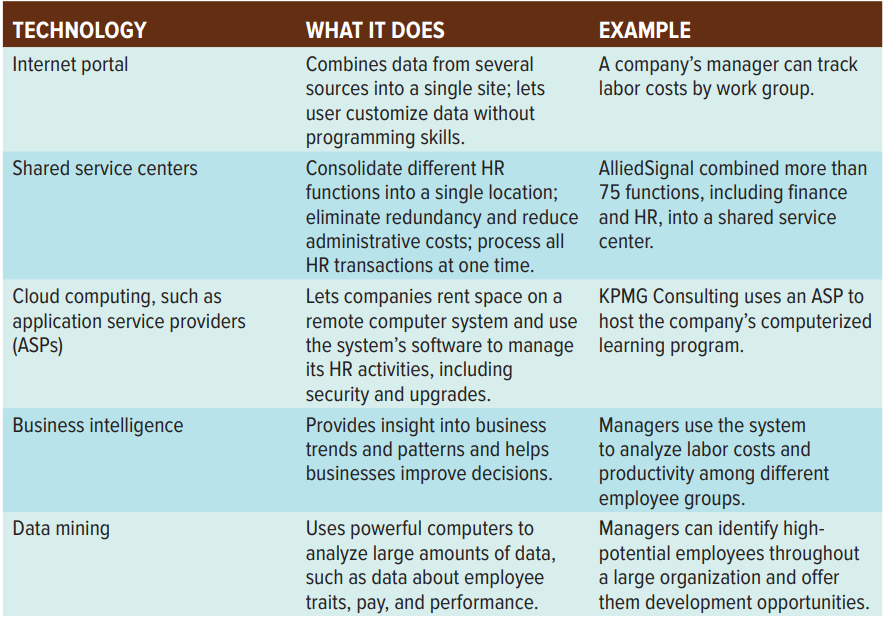 TECHNOLOGY WHAT IT DOES EXAMPLE
Internet portal
Combines data from several
sources into a single site; lets
user customize data without
programming skills.
A company's manager can track
labor costs by work group.
Shared service centers
Consolidate different HR
functions into a single location;
eliminate redundancy and reduce
administrative costs; process all
HR transactions at one time.
AlliedSignal combined more than
75 functions, including finance
and HR, into a shared service
center.
Cloud computing, such as
application service providers
(ASPs)
Lets companies rent space on a
remote computer system and use
the system's software to manage
its HR activities, including
security and upgrades.
KPMG Consulting uses an ASP to
host the company's computerized
learning program.
Business intelligence
Provides insight into business
trends and patterns and helps
businesses improve decisions.
Managers use the system
to analyze labor costs and
productivity among different
employee groups.
Data mining
Uses powerful computers to
analyze large amounts of data,
such as data about employee
traits, pay, and performance.
Managers can identify high-
potential employees throughout
a large organization and offer
them development opportunities.